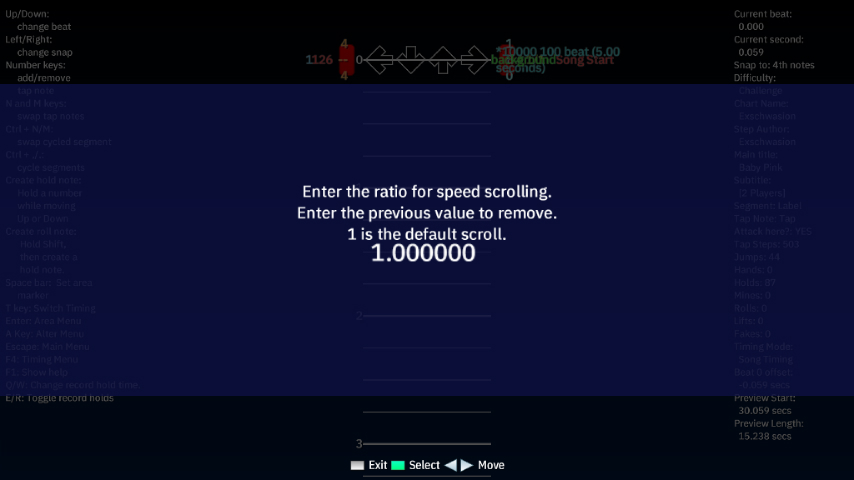 Up/Down:
change beat
Left/Right:
change snap
Number keys:
add/remove
tap note
N and M keys:
swap tap notes
Ctrl + N/M:
swap cycled segment
Ctrl + ,/.:
cycle segments
Create hold note:
Hold a number
while moving
Up or Down
Create roll note:
Hold Shift,
then create a
hold note.
Space bar: Set area
marker
T key: Switch Timing
Enter: Area Menu
A Key: Alter Menu
Escape: Main Menu
F4: Timing Menu
F1: Show help
Q/W: Change record hold time
E/R: Toggle record holds
4
1126
--
4
0
1
0
10000 100 beat (5.00
seconds)
Song Start
Enter the ratio for speed scrolling.
Enter the previous value to remove.
1 is the default scroll.
1.000000
2
3
Exit
Select
Move
Current beat:
0.000
Current second:
0.059
Snap to: 4th notes
Difficulty:
Challenge
Chart Name:
Exschwasion
Step Author:
Exschwasion
Main title:
Baby Pink
Subtitle:
[2 Players]
Segment: Label
Tap Note: Tap
Attack here?: YES
Tap Steps: 503
Jumps: 44
Hands: 0
Holds: 87
Mines: 9
Rolls: 0
Lifts: 6
Fakes: 0
Timing Mode:
Song Timing
Beat 0 offset:
-0.059 secs
Preview Start:
30.059 secs
Preview Length:
15.238 secs